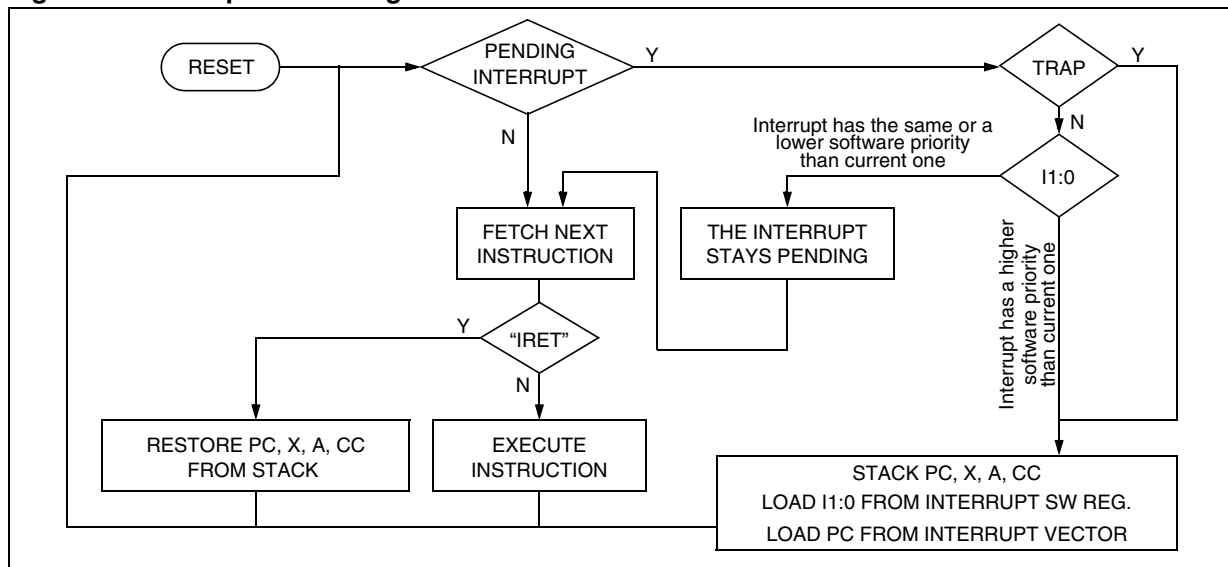 RESET
PENDING
INTERRUPT
Y
TRAP
Y
N
N
Interrupt has the same or a
lower software priority
than current one
I1:0
FETCH NEXT
INSTRUCTION
THE INTERRUPT
STAYS PENDING
Interrupt has a higher
software priority
than current one
Y
“IRET”
N
RESTORE PC, X, A, CC
FROM STACK
EXECUTE
INSTRUCTION
STACK PC, X, A, CC
LOAD I1:0 FROM INTERRUPT SW REG.
LOAD PC FROM INTERRUPT VECTOR